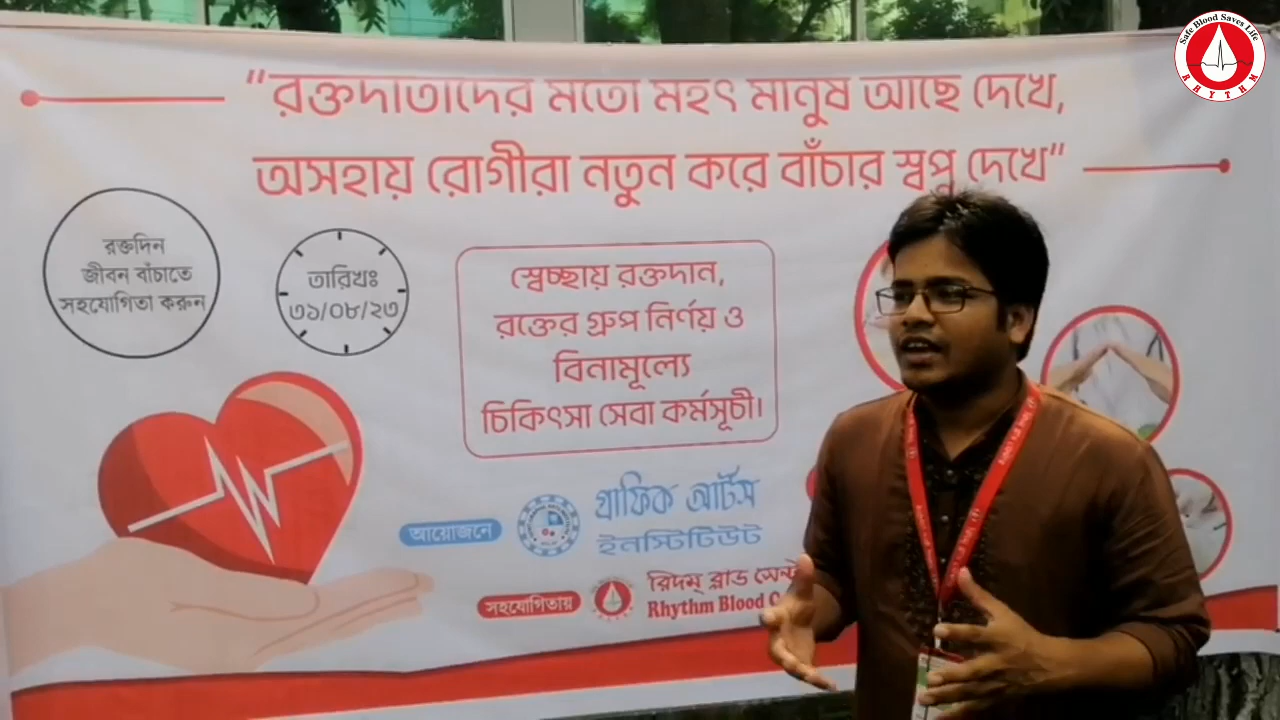 "রক্তদাতাদের মতো মহৎ মানুষ আছে দেখে,
অসহায় রোগীরা নতুন করে বাঁচার স্বপ্ন দেখে"
রক্তদিন
জীবন বাঁচাতে
সহযোগিতা করুন
তারিখঃ
৩১/০৮/২৩
স্বেচ্ছায় রক্তদান,
রক্তের গ্রুপ নির্ণয় ও
বিনামূল্যে
চিকিৎসা সেবা কর্মসূচী।
আয়োজনে
গ্রাফিক আর্টস
ইনস্টিটিউট
সহযোগিতায়
রিদম্ ব্লাড
Rhythm Blood
Safe Blood Saves Life
RHYTHM